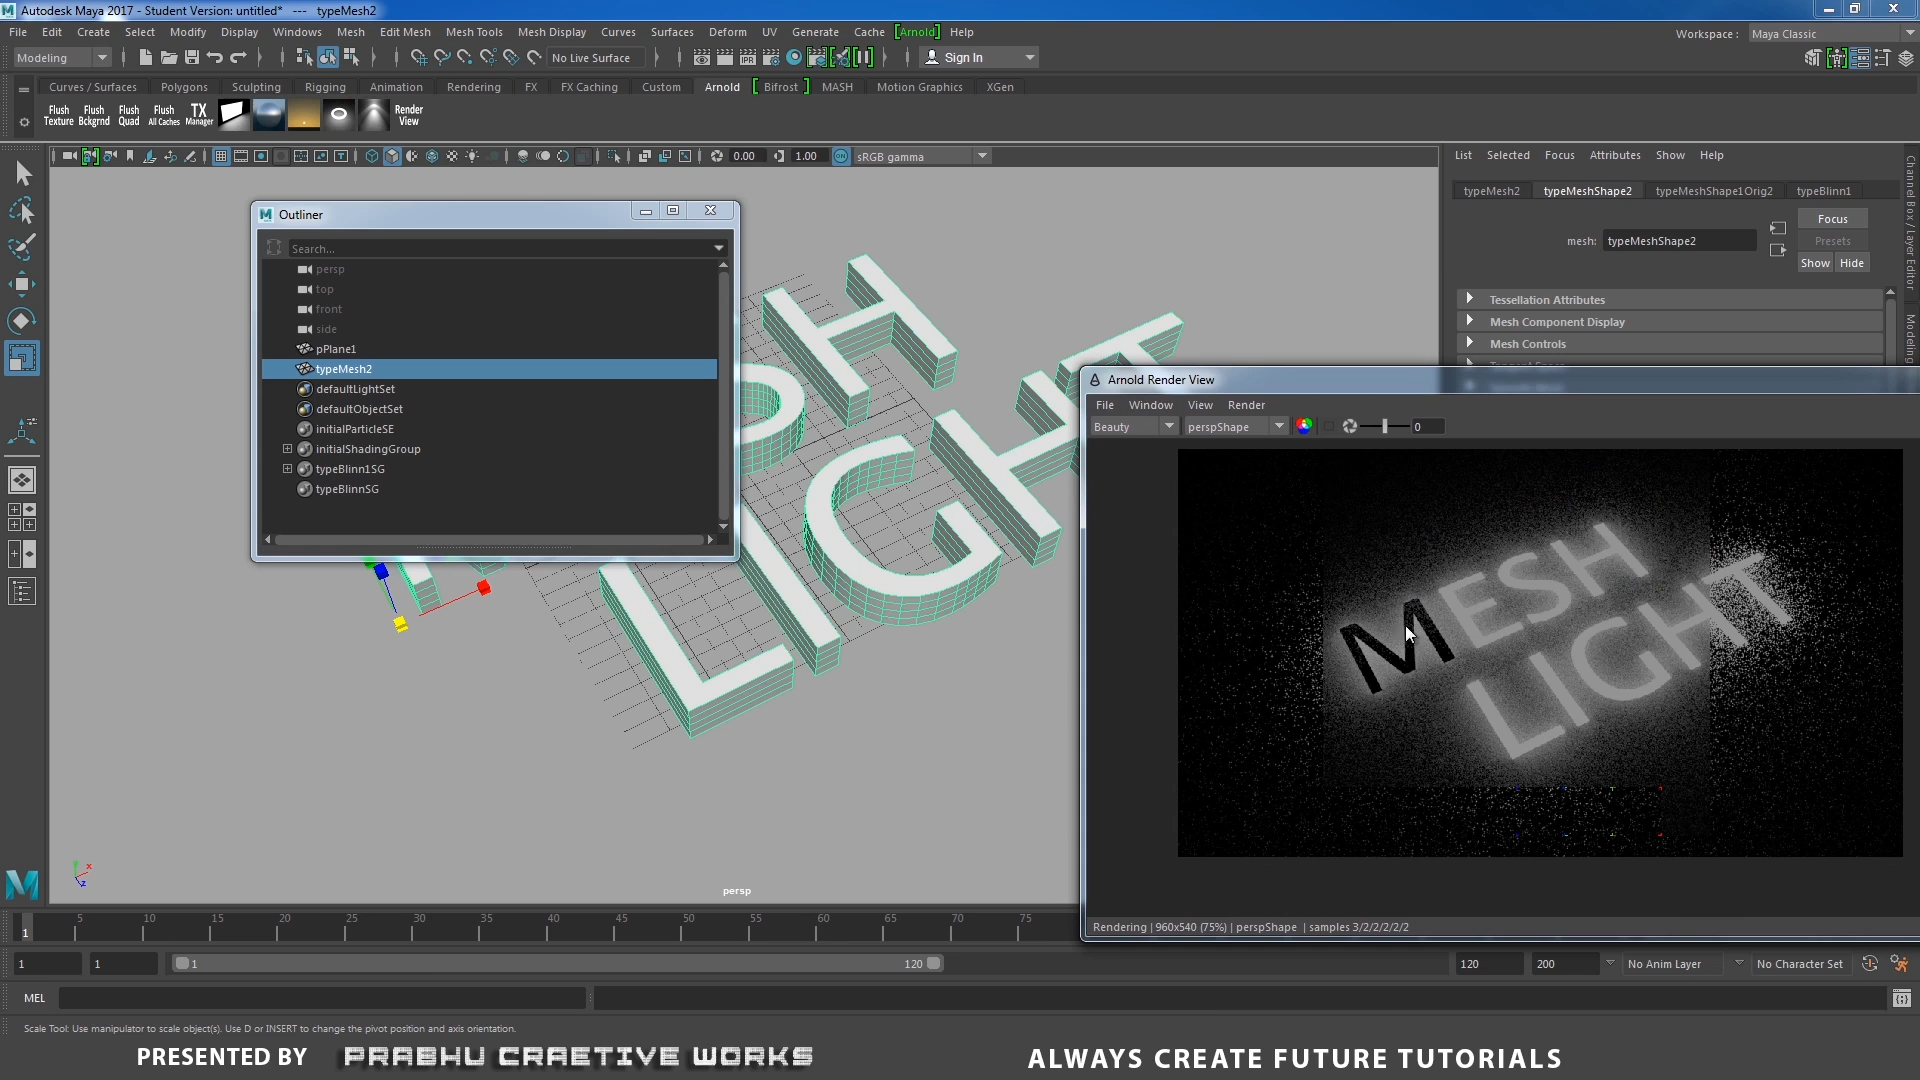 Autodesk Maya 2017 - Student Version: untitled* --- typeMesh2
File Edit Create Select Modify Display Windows Mesh Edit Mesh Mesh Tools Mesh Display Curves Surfaces Deform UV Generate Cache [Arnold] Help
Workspace : Maya Classic
Modeling No Live Surface Sign In
IPR
Curves / Surfaces Polygons Sculpting Rigging Animation Rendering FX FX Caching Custom Arnold [ Bifrost ] MASH Motion Graphics XGen
Flush Texture Flush Bckgrnd Flush Quad Flush All Caches TX Manager Render View
0.00 1.00 ON sRGB gamma
List Selected Focus Attributes Show Help
typeMesh2 typeMeshShape2 typeMeshShape1Orig2 typeBlinn1
Focus
mesh: typeMeshShape2
Presets
Show Hide
Tessellation Attributes
Mesh Component Display
Mesh Controls
Channel Box / Layer Editor
Modeling
Outliner
Search...
persp
top
front
side
pPlane1
typeMesh2
defaultLightSet
defaultObjectSet
initialParticleSE
initialShadingGroup
typeBlinn1SG
typeBlinnSG
H
LIGHT
persp
Arnold Render View
File Window View Render
Beauty perspShape 0
MESH
LIGHT
Rendering | 960x540 (75%) | perspShape | samples 3/2/2/2/2/2
1 5 10 15 20 25 30 35 40 45 50 55 60 65 70 75
1 1 1 120 120 200 No Anim Layer No Character Set
MEL
Scale Tool: Use manipulator to scale object(s). Use D or INSERT to change the pivot position and axis orientation.
PRESENTED BY PRABHU CRAETIVE WORKS ALWAYS CREATE FUTURE TUTORIALS